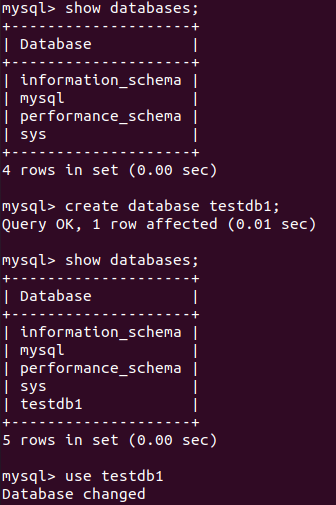 mysql> show databases;
+--------------------+
| Database           |
+--------------------+
| information_schema |
| mysql              |
| performance_schema |
| sys                |
+--------------------+
4 rows in set (0.00 sec)

mysql> create database testdb1;
Query OK, 1 row affected (0.01 sec)

mysql> show databases;
+--------------------+
| Database           |
+--------------------+
| information_schema |
| mysql              |
| performance_schema |
| sys                |
| testdb1            |
+--------------------+
5 rows in set (0.00 sec)

mysql> use testdb1
Database changed